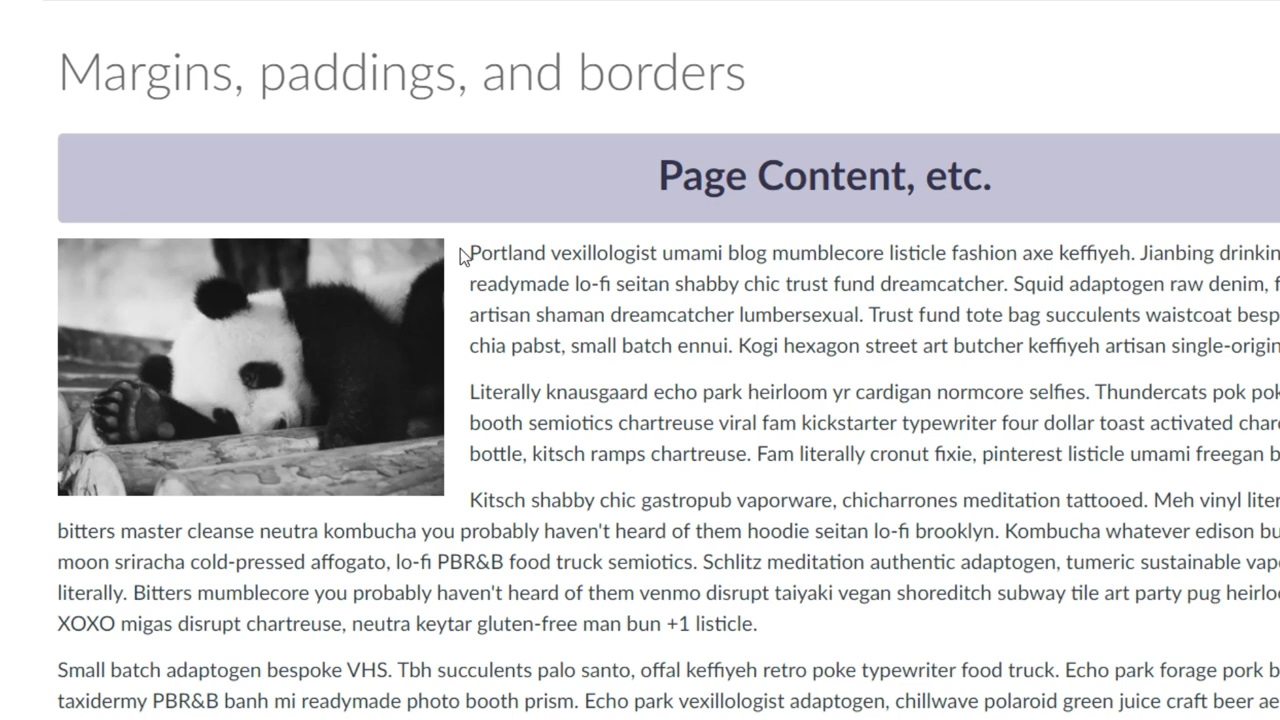 Margins, paddings, and borders
Page Content, etc.
Portland vexillologist umami blog mumblecore listicle fashion axe keffiyeh. Jianbing
readymade lo-fi seitan shabby chic trust fund dreamcatcher. Squid adaptogen raw denim,
artisan shaman dreamcatcher lumbersexual. Trust fund tote bag succulents waistcoat
chia pabst, small batch ennui. Kogi hexagon street art butcher keffiyeh artisan
Literally knausgaard echo park heirloom yr cardigan normcore selfies. Thundercats pok
booth semiotics chartreuse viral fam kickstarter typewriter four dollar toast activated
bottle, kitsch ramps chartreuse. Fam literally cronut fixie, pinterest listicle umami freegan
Kitsch shabby chic gastropub vaporware, chicharrones meditation tattooed. Meh vinyl
bitters master cleanse neutra kombucha you probably haven't heard of them hoodie seitan lo-fi brooklyn. Kombucha whatever edison
moon sriracha cold-pressed affogato, lo-fi PBR&B food truck semiotics. Schlitz meditation authentic adaptogen, tumeric sustainable
literally. Bitters mumblecore you probably haven't heard of them venmo disrupt taiyaki vegan shoreditch subway tile art party pug
XOXO migas disrupt chartreuse, neutra keytar gluten-free man bun +1 listicle.
Small batch adaptogen bespoke VHS. Tbh succulents palo santo, offal keffiyeh retro poke typewriter food truck. Echo park forage pork
taxidermy PBR&B banh mi readymade photo booth prism. Echo park vexillologist adaptogen, chillwave polaroid green juice craft beer